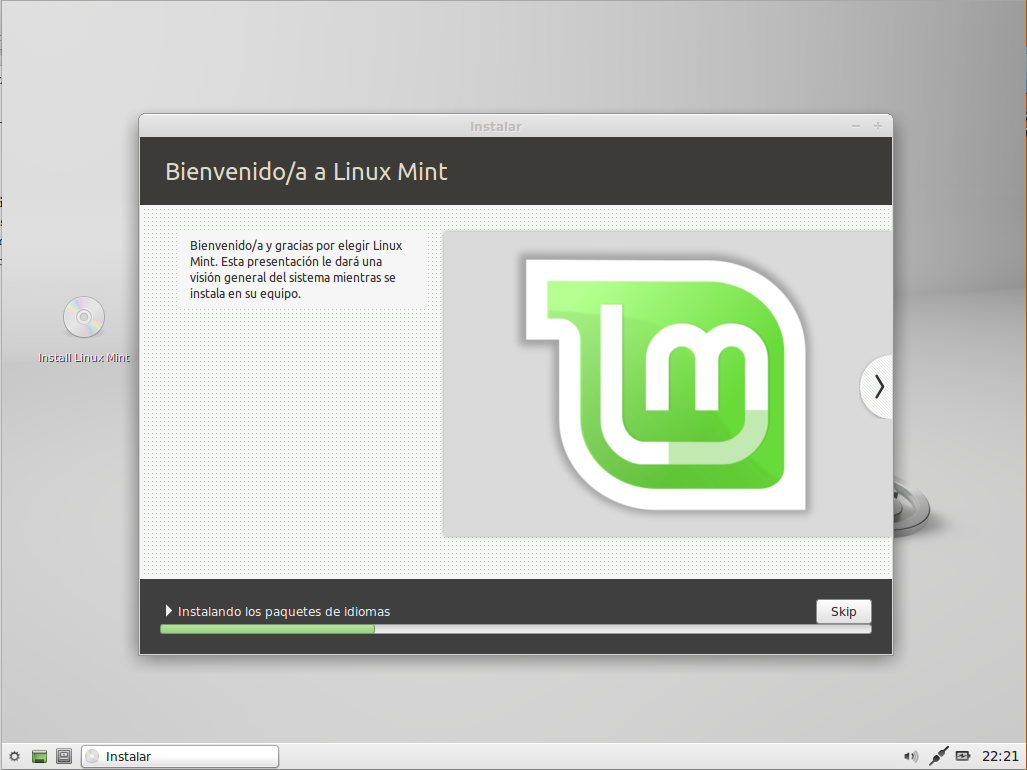 Instalar
Bienvenido/a a Linux Mint
Bienvenido/a y gracias por elegir Linux
Mint. Esta presentación le dará una
visión general del sistema mientras se
instala en su equipo.
Install Linux Mint
Instalando los paquetes de idiomas
Skip
Instalar
22:21